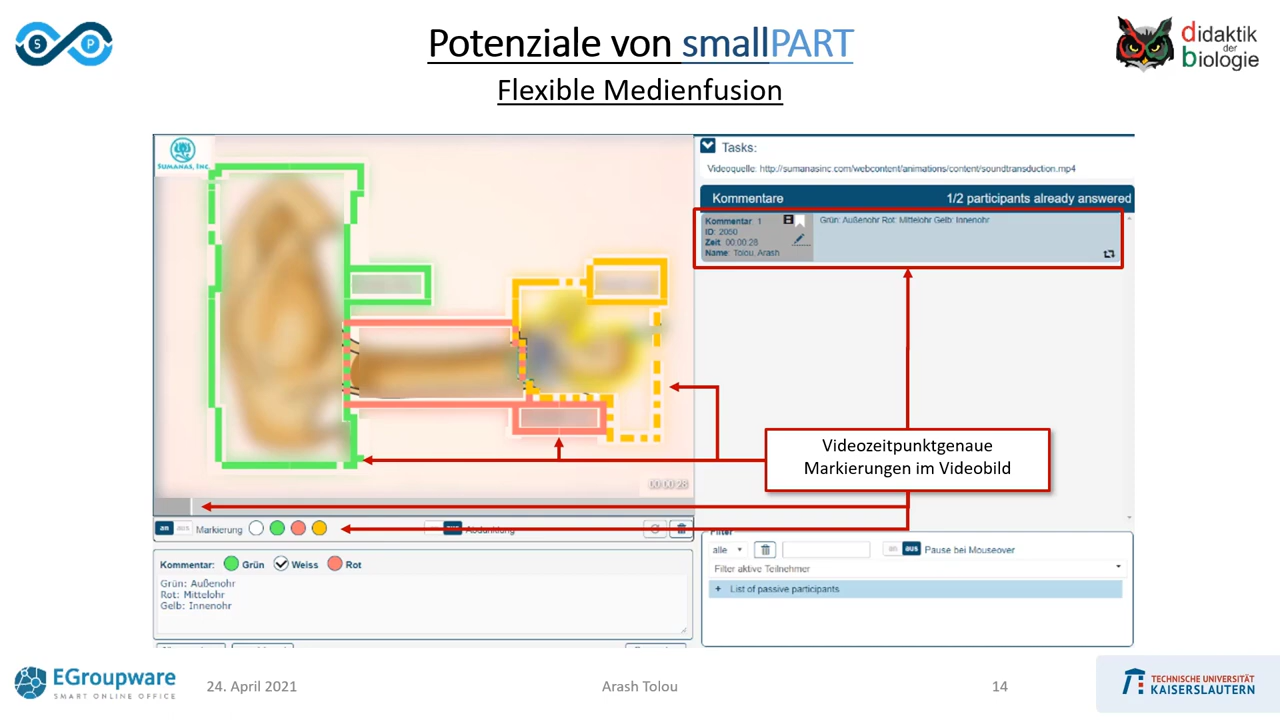 S P
Potenziale von smallPART
Flexible Medienfusion
didaktik
der
biologie
SUMANAS, INC.
00:00:28
an aus Markierung
aus Abdunklung
Kommentar: Grün Weiss Rot
Grün: Außenohr
Rot: Mittelohr
Gelb: Innenohr
Tasks:
Videoquelle: http://sumanasinc.com/webcontent/animations/content/soundtransduction.mp4
Kommentare 1/2 participants already answered
Kommentar: 1
ID: 2050
Zeit: 00:00:28
Name: Tolou, Arash
Grün: Außenohr Rot: Mittelohr Gelb: Innenohr
Videozeitpunktgenaue
Markierungen im Videobild
Filter
alle an aus Pause bei Mouseover
Filter aktive Teilnehmer
+ List of passive participants
EGroupware
SMART ONLINE OFFICE
24. April 2021
Arash Tolou
14
TECHNISCHE UNIVERSITÄT
KAISERSLAUTERN